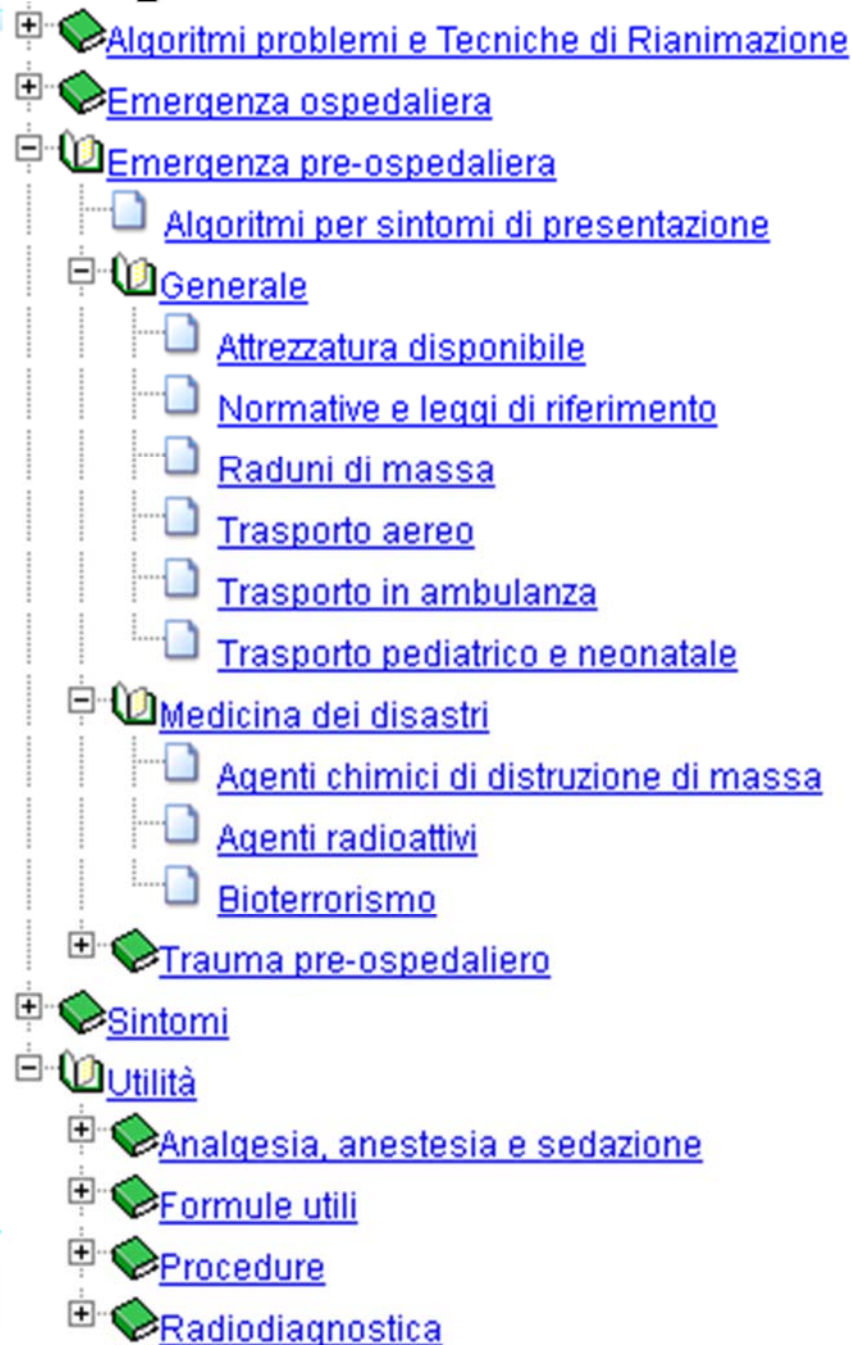 Algoritmi problemi e Tecniche di Rianimazione
Emergenza ospedaliera
Emergenza pre-ospedaliera
Algoritmi per sintomi di presentazione
Generale
Attrezzatura disponibile
Normative e leggi di riferimento
Raduni di massa
Trasporto aereo
Trasporto in ambulanza
Trasporto pediatrico e neonatale
Medicina dei disastri
Agenti chimici di distruzione di massa
Agenti radioattivi
Bioterrorismo
Trauma pre-ospedaliero
Sintomi
Utilità
Analgesia, anestesia e sedazione
Formule utili
Procedure
Radiodiagnostica